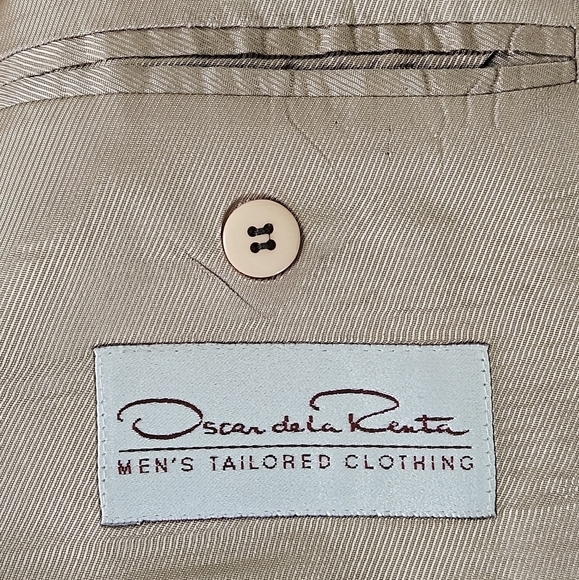 Oscar de la Renta
MEN'S TAILORED CLOTHING